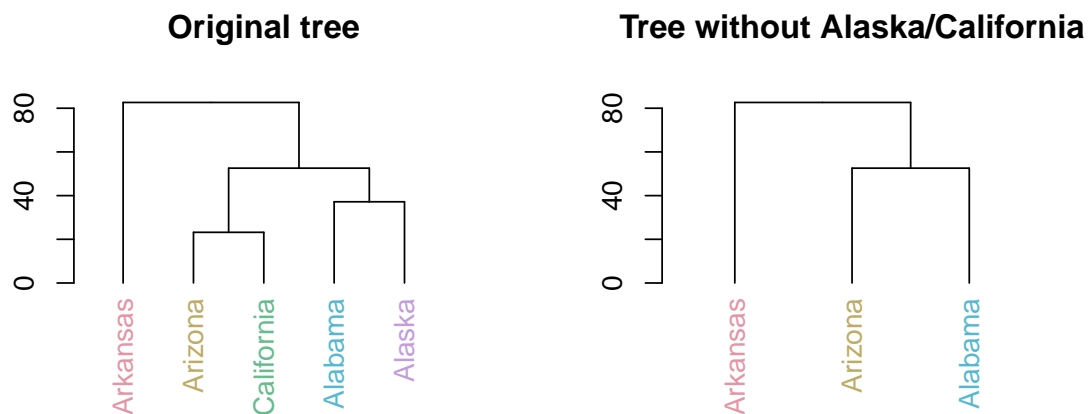 Original tree
80
40
0
Arkansas
Arizona
California
Alabama
Alaska
Tree without Alaska/California
80
40
0
Arkansas
Arizona
Alabama